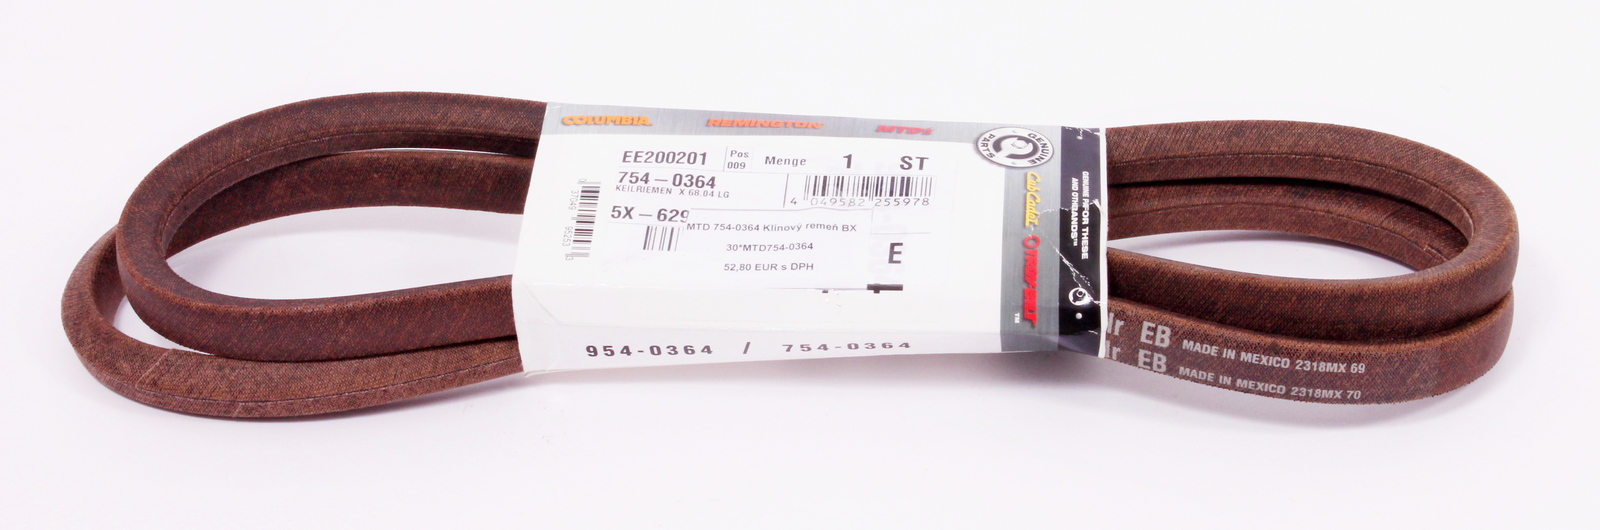 COLUMBIA REMINGTON MTD
GENUINE PARTS
EE200201 Pos 009 Menge 1 ST
754-0364
KEILRIEMEN X 68.04 LG
4 049582 255978
5X-629
MTD 754-0364 Klinový remeň BX
30*MTD754-0364
52,80 EUR s DPH
E
Cub Cadet
TM
GENUINE FOR THESE
AND OTHER BRANDS™
954-0364 / 754-0364
EB MADE IN MEXICO 2318MX 69
EB MADE IN MEXICO 2318MX 70